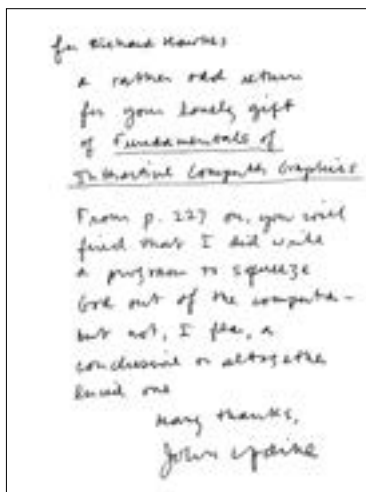 for Richard Hawkes
a rather odd return
for your lovely gift
of Fundamentals of
Interactive Computer Graphics
From p. 227 on, you will
find that I did write
a program to squeeze
God out of the computer —
but not, I fear, a
conclusive or altogether
lucid one
Many thanks,
John Updike